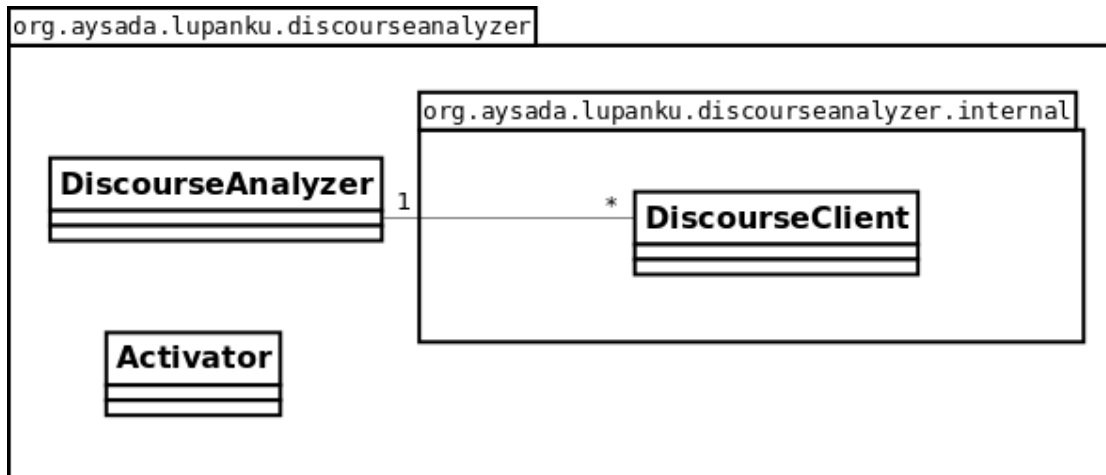 org.aysada.lupanku.discourseanalyzer
org.aysada.lupanku.discourseanalyzer.internal
DiscourseAnalyzer
1
*
DiscourseClient
Activator